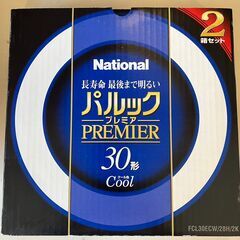 National
2
箱セット
長寿命 最後まで明るい
パルック
プレミア
PREMIER
30形
クール色
Cool
FCL30ECW/28H/2K